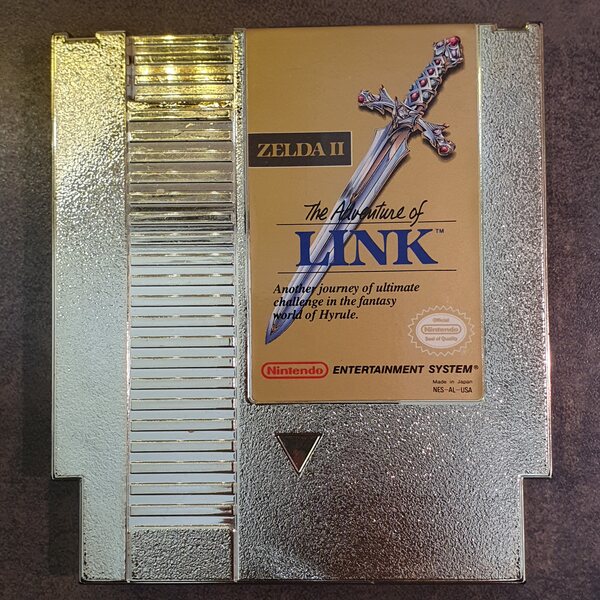 ZELDA II
The Adventure of
LINK™
Another journey of ultimate
challenge in the fantasy
world of Hyrule.
Official
Nintendo
Seal of Quality
Nintendo ENTERTAINMENT SYSTEM®
Made in Japan
NES-AL-USA